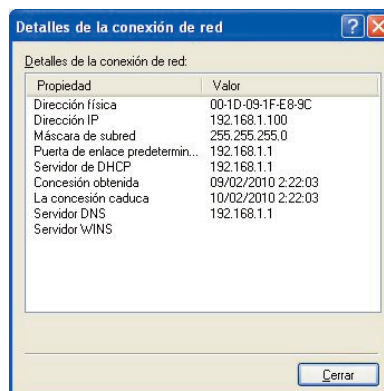 Detalles de la conexión de red
Detalles de la conexión de red:
Propiedad Valor
Dirección física 00-1D-09-1F-E8-9C
Dirección IP 192.168.1.100
Máscara de subred 255.255.255.0
Puerta de enlace predetermin... 192.168.1.1
Servidor de DHCP 192.168.1.1
Concesión obtenida 09/02/2010 2:22:03
La concesión caduca 10/02/2010 2:22:03
Servidor DNS 192.168.1.1
Servidor WINS
Cerrar